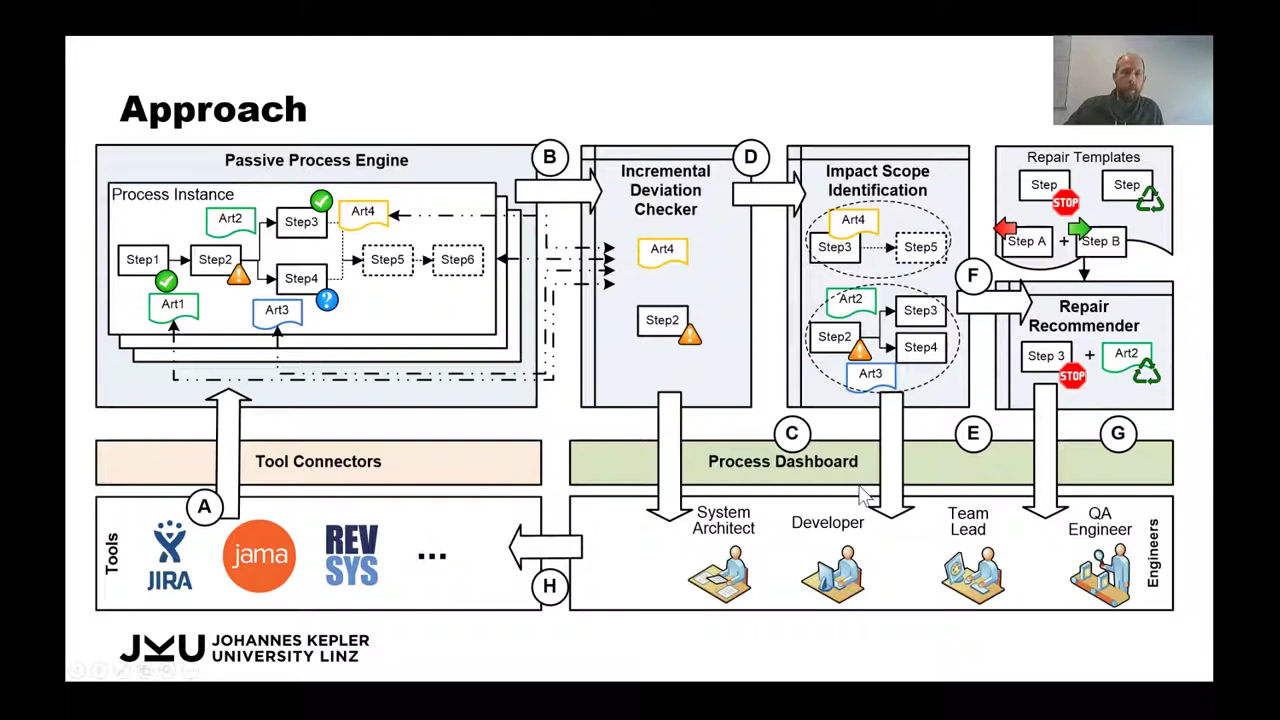 Approach
Passive Process Engine
Process Instance
Art2
Step3
Art4
Step1
Step2
Step5
Step6
Step4
?
Art1
Art3
B
Incremental
Deviation
Checker
Art4
Step2
D
Impact Scope
Identification
Art4
Step3
Step5
Art2
Step3
Step2
Step4
Art3
Repair Templates
Step
STOP
Step
Step A
+
Step B
F
Repair
Recommender
Step 3
STOP
+
Art2
C
E
G
Tool Connectors
Process Dashboard
A
Tools
JIRA
jama
REV
SYS
...
H
System
Architect
Developer
Team
Lead
QA
Engineer
Engineers
JKU JOHANNES KEPLER
UNIVERSITY LINZ